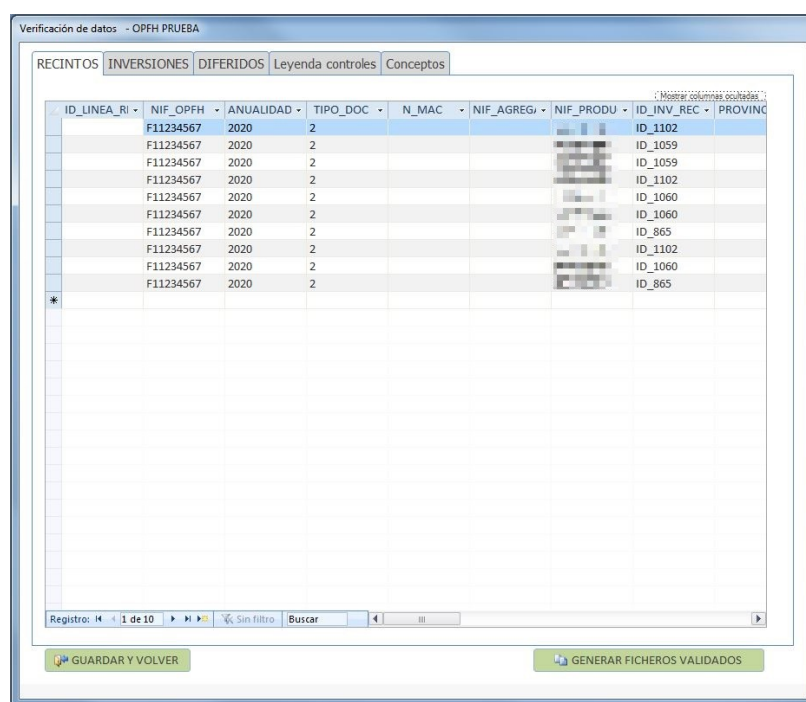 Verificación de datos - OPFH PRUEBA
RECINTOS INVERSIONES DIFERIDOS Leyenda controles Conceptos
Mostrar columnas ocultadas
ID_LINEA_RI NIF_OPFH ANUALIDAD TIPO_DOC N_MAC NIF_AGREG NIF_PRODU ID_INV_REC PROVINC
F11234567 2020 2 ID_1102
F11234567 2020 2 ID_1059
F11234567 2020 2 ID_1059
F11234567 2020 2 ID_1102
F11234567 2020 2 ID_1060
F11234567 2020 2 ID_1060
F11234567 2020 2 ID_865
F11234567 2020 2 ID_1102
F11234567 2020 2 ID_1060
F11234567 2020 2 ID_865
Registro: 1 de 10 Sin filtro Buscar
GUARDAR Y VOLVER GENERAR FICHEROS VALIDADOS